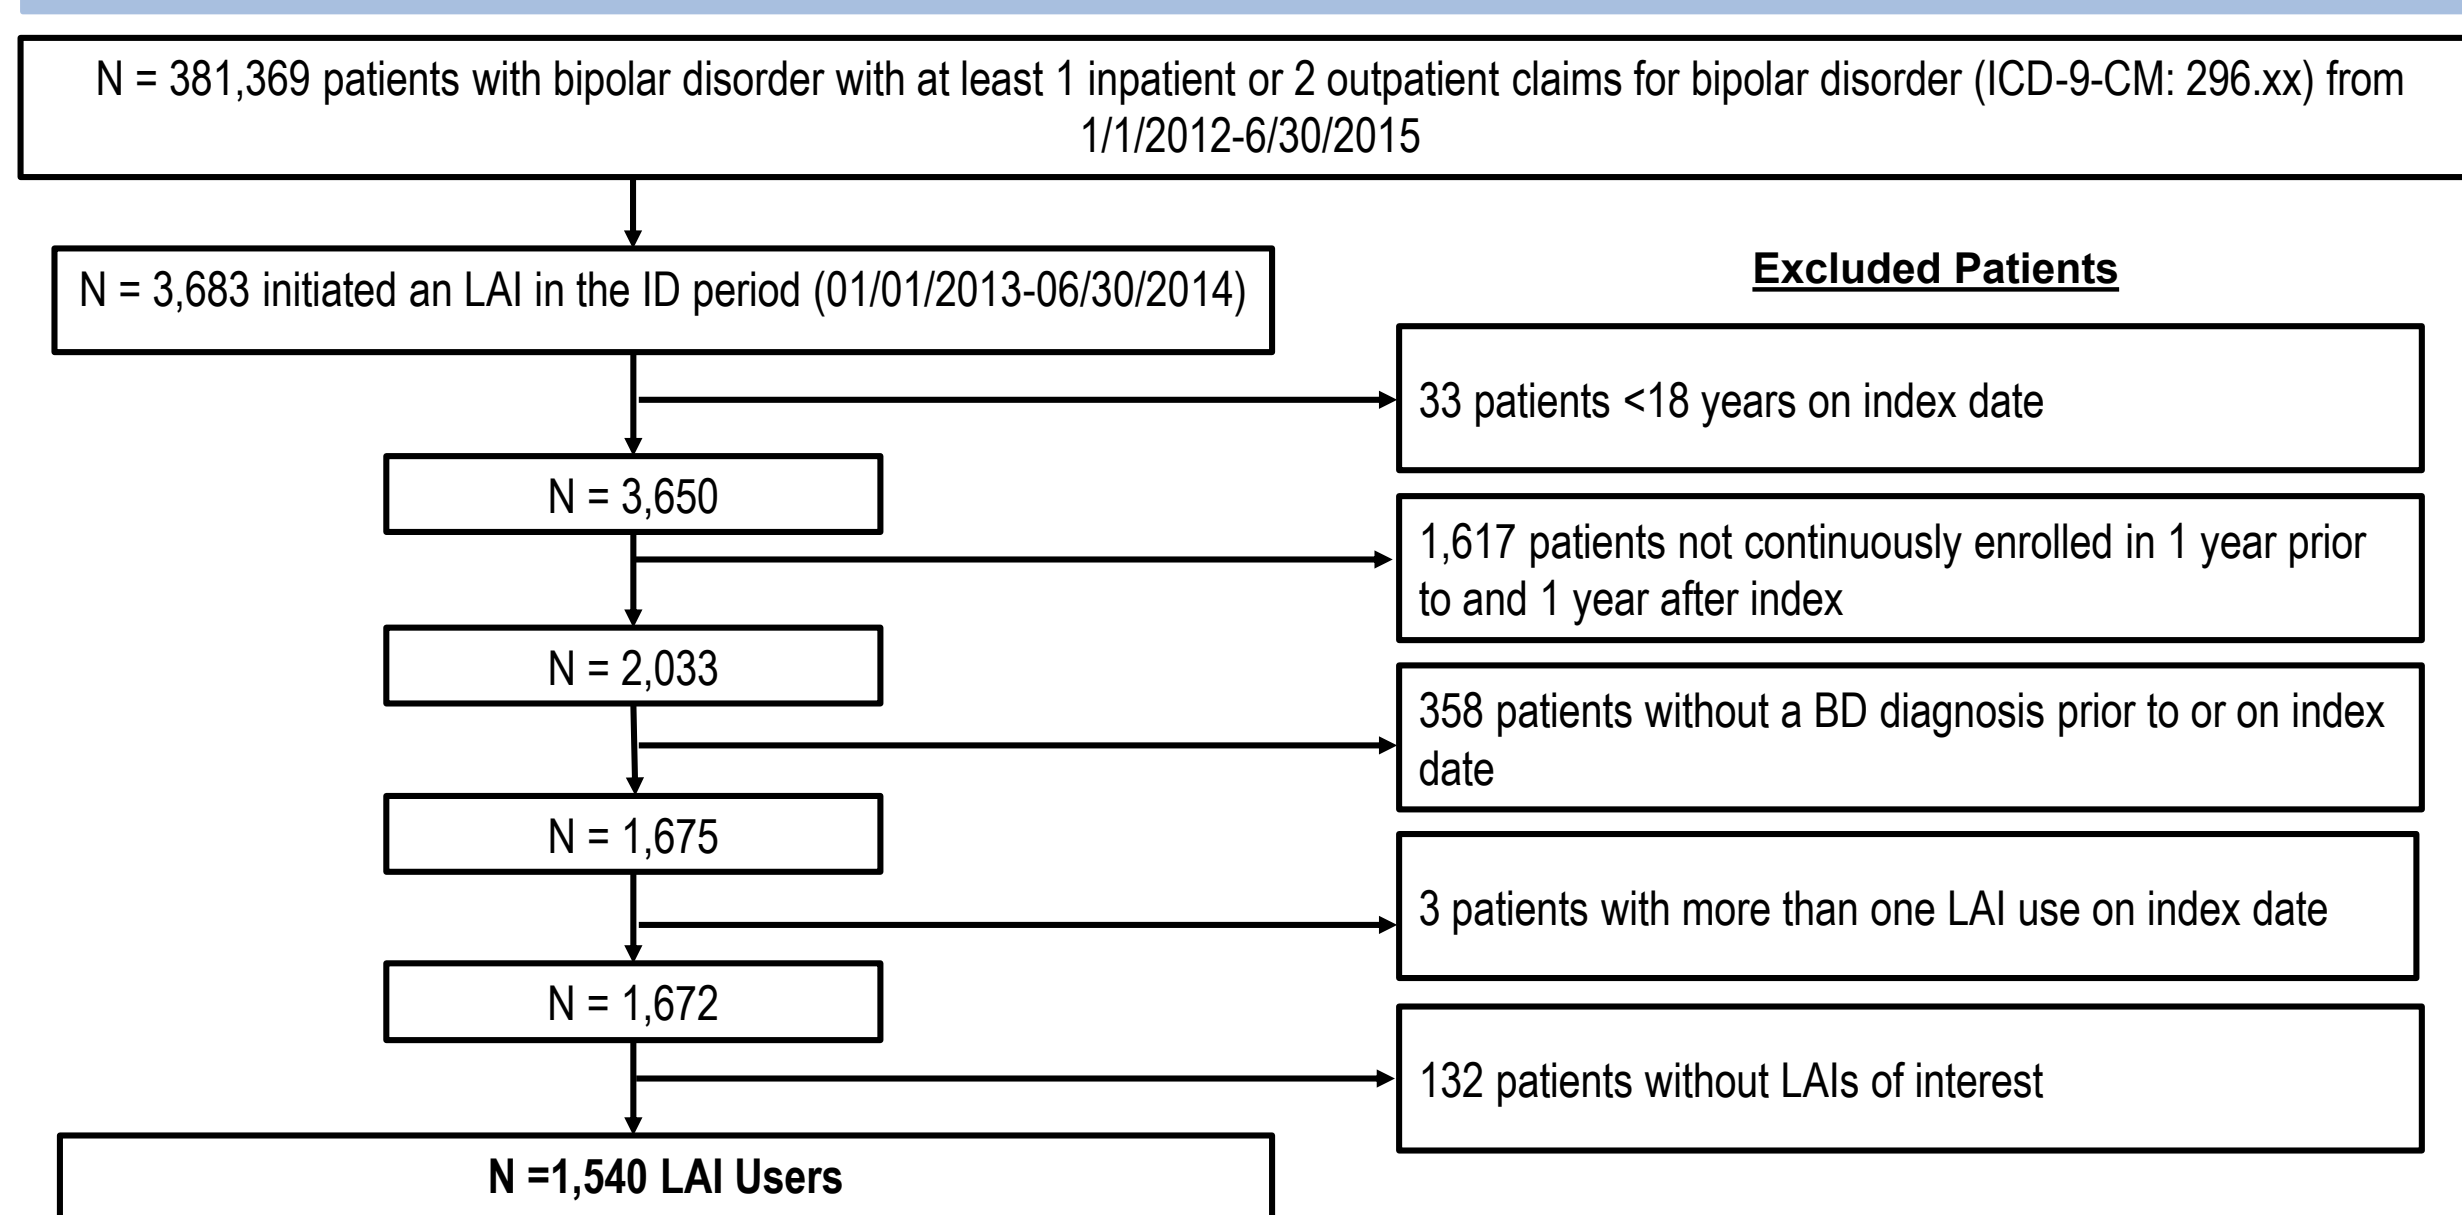 N = 381,369 patients with bipolar disorder with at least 1 inpatient or 2 outpatient claims for bipolar disorder (ICD-9-CM: 296.xx) from
1/1/2012-6/30/2015
N = 3,683 initiated an LAI in the ID period (01/01/2013-06/30/2014)
Excluded Patients
33 patients <18 years on index date
N = 3,650
1,617 patients not continuously enrolled in 1 year prior
to and 1 year after index
N = 2,033
358 patients without a BD diagnosis prior to or on index
date
N = 1,675
3 patients with more than one LAI use on index date
N = 1,672
132 patients without LAIs of interest
N =1,540 LAI Users